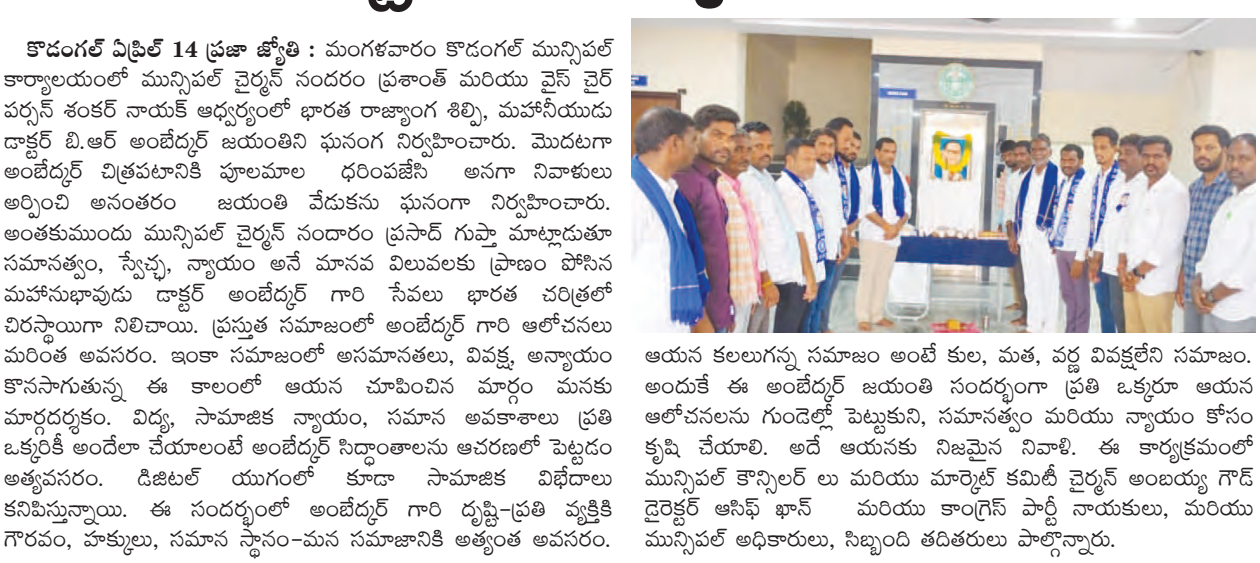 కొడంగల్ ఏప్రిల్ 14 ప్రజా జ్యోతి : మంగళవారం కొడంగల్ మున్సిపల్
కార్యాలయంలో మున్సిపల్ చైర్మన్ నందరం ప్రశాంత్ మరియు వైస్ చైర్
పర్సన్ శంకర్ నాయక్ ఆధ్వర్యంలో భారత రాజ్యాంగ శిల్పి, మహనీయుడు
డాక్టర్ బి.ఆర్ అంబేద్కర్ జయంతిని ఘనంగ నిర్వహించారు. మొదటగా
అంబేద్కర్ చిత్రపటానికి పూలమాల ధరింపజేసి అనగా నివాళులు
అర్పించి అనంతరం జయంతి వేడుకను ఘనంగా నిర్వహించారు.
అంతకుముందు మున్సిపల్ చైర్మన్ నందారం ప్రసాద్ గుప్తా మాట్లాడుతూ
సమానత్వం, స్వేచ్ఛ, న్యాయం అనే మానవ విలువలకు ప్రాణం పోసిన
మహానుభావుడు డాక్టర్ అంబేద్కర్ గారి సేవలు భారత చరిత్రలో
చిరస్థాయిగా నిలిచాయి. ప్రస్తుత సమాజంలో అంబేద్కర్ గారి ఆలోచనలు
మరింత అవసరం. ఇంకా సమాజంలో అసమానతలు, వివక్ష, అన్యాయం
కొనసాగుతున్న ఈ కాలంలో ఆయన చూపించిన మార్గం మనకు
మార్గదర్శకం. విద్య, సామాజిక న్యాయం, సమాన అవకాశాలు ప్రతి
ఒక్కరికీ అందేలా చేయాలంటే అంబేద్కర్ సిద్ధాంతాలను ఆచరణలో పెట్టడం
అత్యవసరం. డిజిటల్ యుగంలో కూడా సామాజిక విభేదాలు
కనిపిస్తున్నాయి. ఈ సందర్భంలో అంబేద్కర్ గారి దృష్టి-ప్రతి వ్యక్తికి
గౌరవం, హక్కులు, సమాన స్థానం-మన సమాజానికి అత్యంత అవసరం.
ఆయన కలలుగన్న సమాజం అంటే కుల, మత, వర్ణ వివక్షలేని సమాజం.
అందుకే ఈ అంబేద్కర్ జయంతి సందర్భంగా ప్రతి ఒక్కరూ ఆయన
ఆలోచనలను గుండెల్లో పెట్టుకుని, సమానత్వం మరియు న్యాయం కోసం
కృషి చేయాలి. అదే ఆయనకు నిజమైన నివాళి. ఈ కార్యక్రమంలో
మున్సిపల్ కౌన్సిలర్ లు మరియు మార్కెట్ కమిటీ చైర్మన్ అంబయ్య గౌడ్
డైరెక్టర్ ఆసిఫ్ ఖాన్ మరియు కాంగ్రెస్ పార్టీ నాయకులు, మరియు
మున్సిపల్ అధికారులు, సిబ్బంది తదితరులు పాల్గొన్నారు.